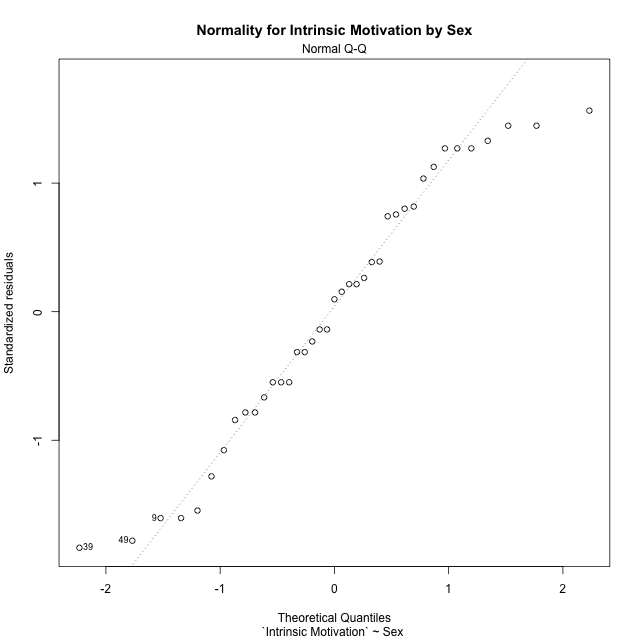 Normality for Intrinsic Motivation by Sex
Normal Q-Q
1
0
-1
Standardized residuals
9
49
39
-2
-1
0
1
2
Theoretical Quantiles
`Intrinsic Motivation` ~ Sex